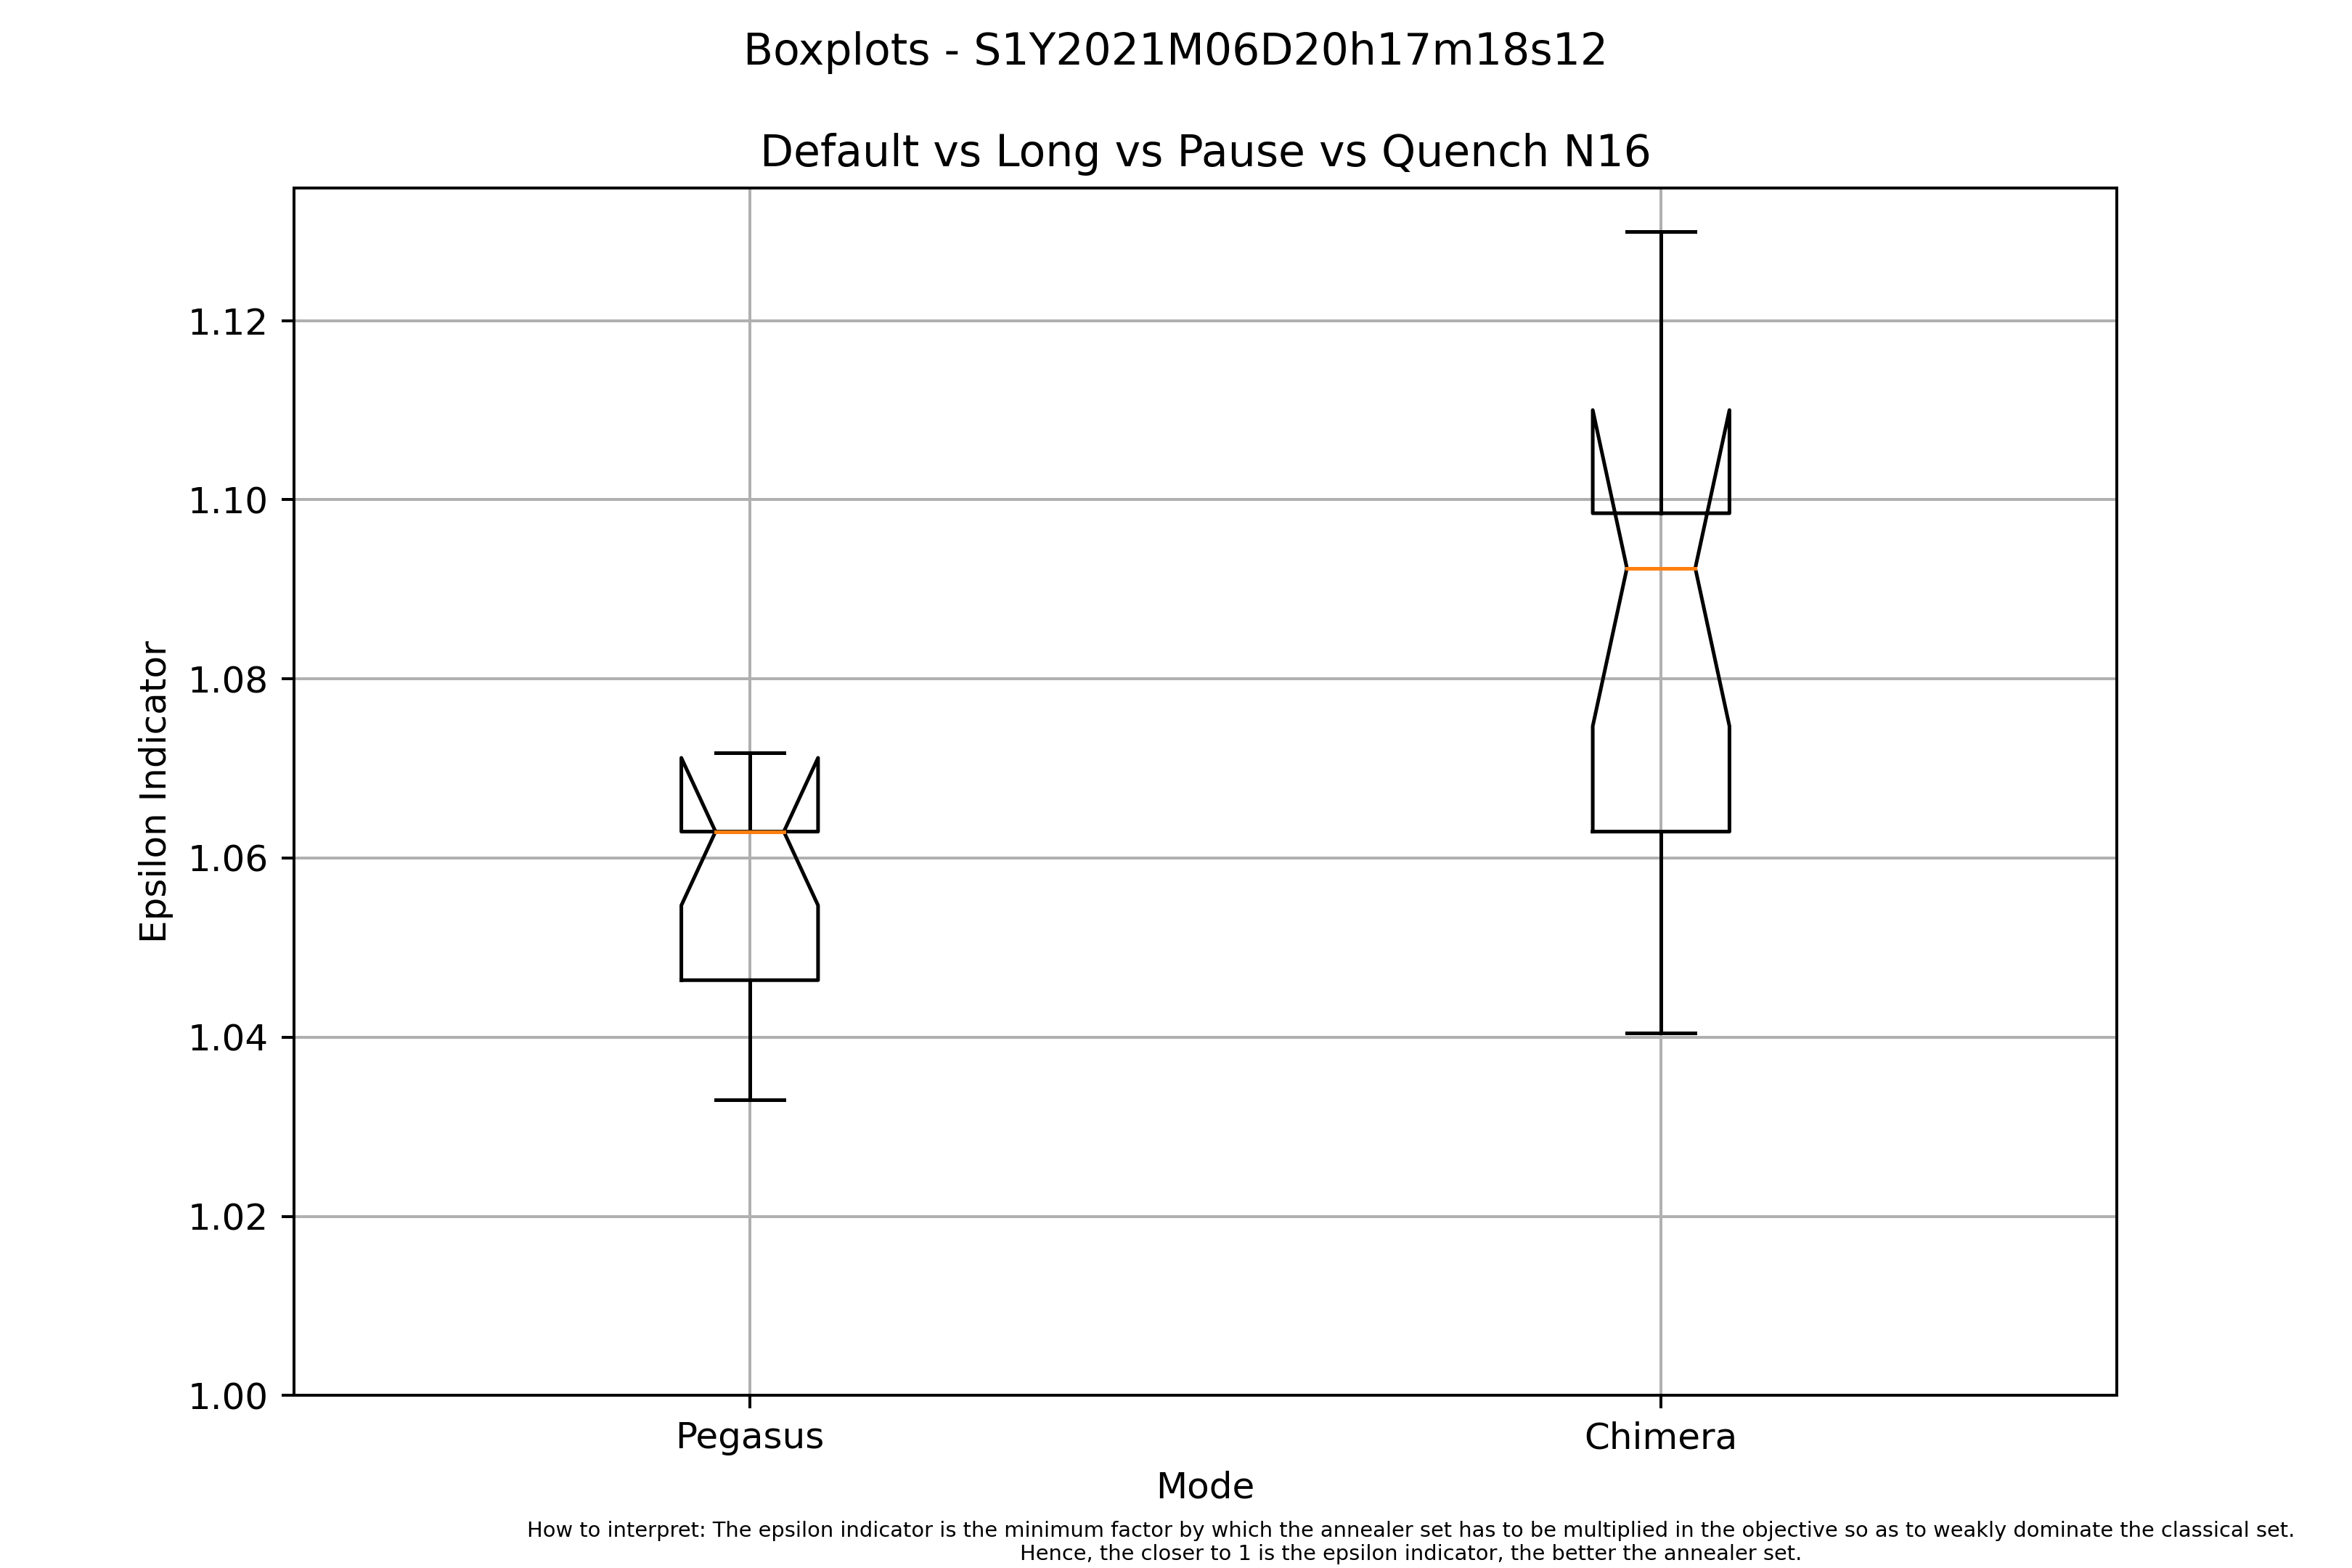 Boxplots - S1Y2021M06D20h17m18s12
Default vs Long vs Pause vs Quench N16
1.12
1.10
1.08
1.06
1.04
1.02
1.00
Epsilon Indicator
Pegasus
Chimera
Mode
How to interpret: The epsilon indicator is the minimum factor by which the annealer set has to be multiplied in the objective so as to weakly dominate the classical set.
Hence, the closer to 1 is the epsilon indicator, the better the annealer set.